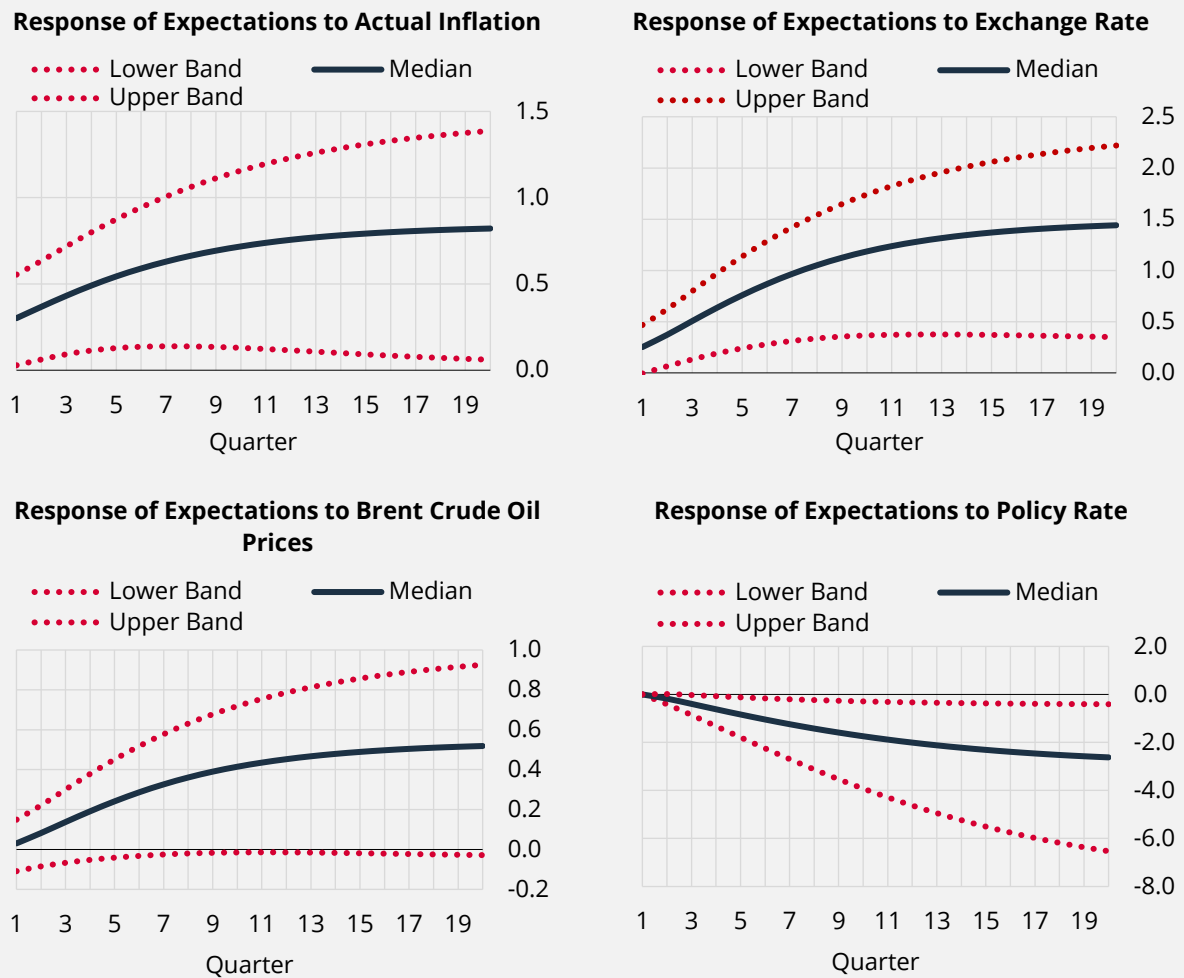 Response of Expectations to Actual Inflation
Lower Band
Median
Upper Band
1.5
1.0
0.5
0.0
1 3 5 7 9 11 13 15 17 19
Quarter
Response of Expectations to Exchange Rate
Lower Band
Median
Upper Band
2.5
2.0
1.5
1.0
0.5
0.0
1 3 5 7 9 11 13 15 17 19
Quarter
Response of Expectations to Brent Crude Oil
Prices
Lower Band
Median
Upper Band
1.0
0.8
0.6
0.4
0.2
0.0
-0.2
1 3 5 7 9 11 13 15 17 19
Quarter
Response of Expectations to Policy Rate
Lower Band
Median
Upper Band
2.0
0.0
-2.0
-4.0
-6.0
-8.0
1 3 5 7 9 11 13 15 17 19
Quarter